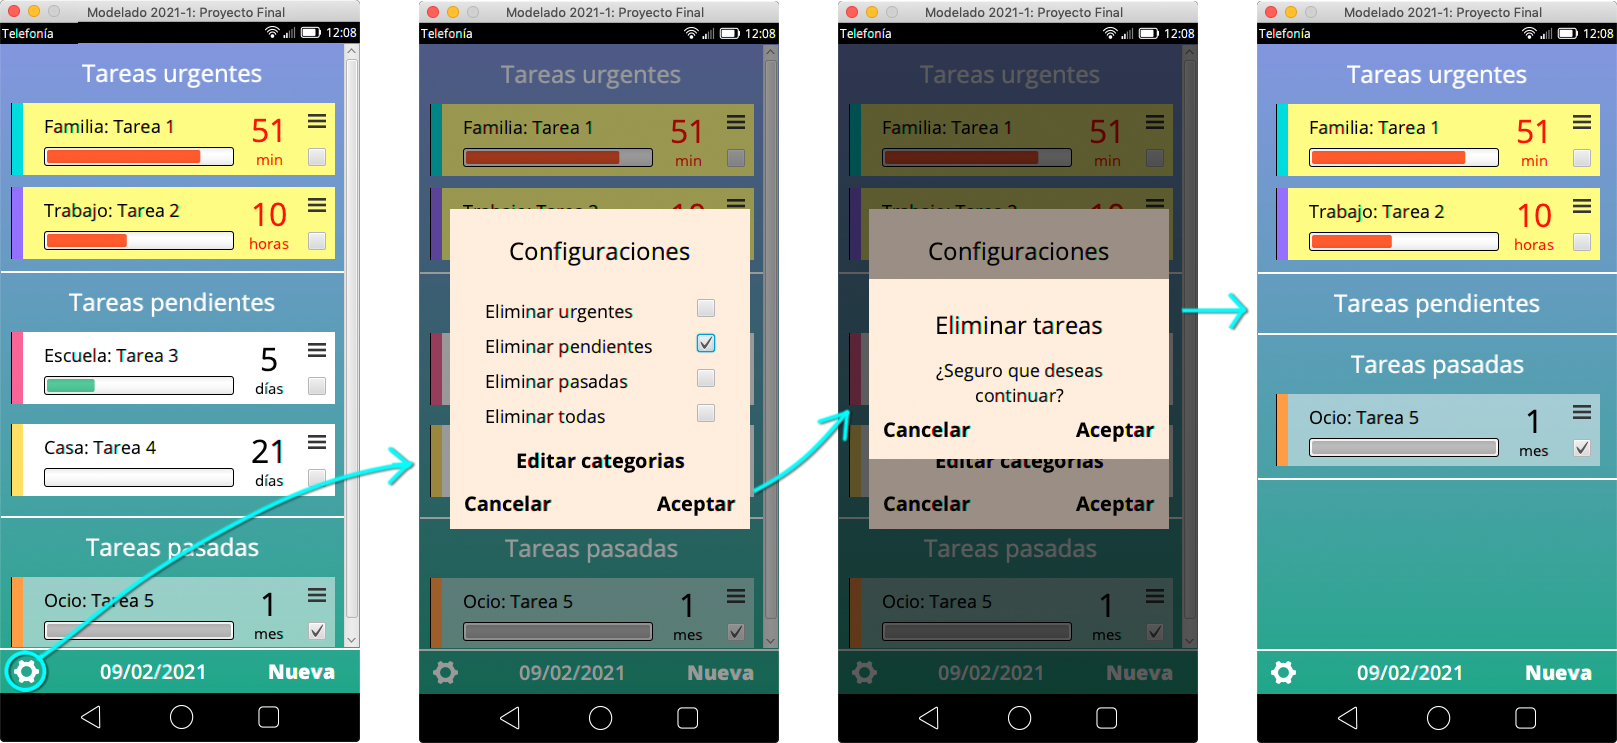 Modelado 2021-1: Proyecto Final
Telefonía 12:08
Tareas urgentes
Familia: Tarea 1
51
min
Trabajo: Tarea 2
10
horas
Tareas pendientes
Escuela: Tarea 3
5
días
Casa: Tarea 4
21
días
Tareas pasadas
Ocio: Tarea 5
1
mes
09/02/2021 Nueva
Modelado 2021-1: Proyecto Final
Telefonía 12:08
Tareas urgentes
Familia: Tarea 1
51
min
Trabajo: Tarea 2
10
Configuraciones
Eliminar urgentes
Eliminar pendientes
Eliminar pasadas
Eliminar todas
Editar categorias
Cancelar Aceptar
Tareas pasadas
Ocio: Tarea 5
1
mes
09/02/2021 Nueva
Modelado 2021-1: Proyecto Final
Telefonía 12:08
Tareas urgentes
Familia: Tarea 1
51
min
Trabajo: Tarea 2
10
Configuraciones
Eliminar tareas
¿Seguro que deseas
continuar?
Cancelar Aceptar
Editar categorias
Cancelar Aceptar
Tareas pasadas
Ocio: Tarea 5
1
mes
09/02/2021 Nueva
Modelado 2021-1: Proyecto Final
Telefonía 12:08
Tareas urgentes
Familia: Tarea 1
51
min
Trabajo: Tarea 2
10
horas
Tareas pendientes
Tareas pasadas
Ocio: Tarea 5
1
mes
09/02/2021 Nueva